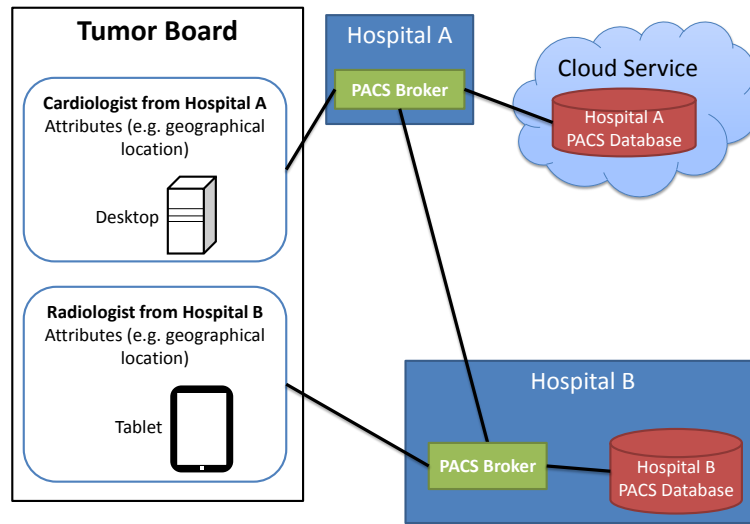 Tumor Board
Cardiologist from Hospital A
Attributes (e.g. geographical
location)
Desktop
Radiologist from Hospital B
Attributes (e.g. geographical
location)
Tablet
Hospital A
PACS Broker
Cloud Service
Hospital A
PACS Database
Hospital B
PACS Broker
Hospital B
PACS Database